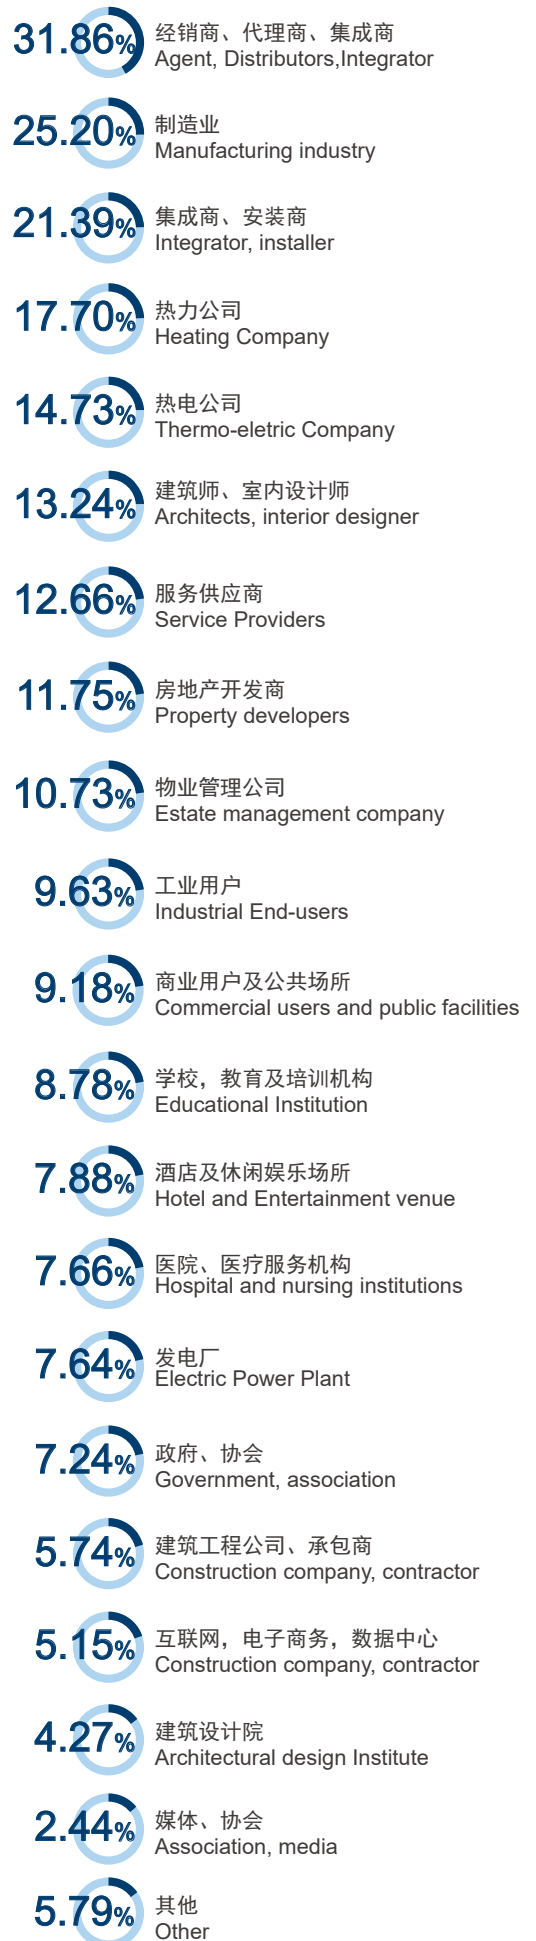 31.86%
经销商、代理商、集成商
Agent, Distributors,Integrator
25.20%
制造业
Manufacturing industry
21.39%
集成商、安装商
Integrator, installer
17.70%
热力公司
Heating Company
14.73%
热电公司
Thermo-eletric Company
13.24%
建筑师、室内设计师
Architects, interior designer
12.66%
服务供应商
Service Providers
11.75%
房地产开发商
Property developers
10.73%
物业管理公司
Estate management company
9.63%
工业用户
Industrial End-users
9.18%
商业用户及公共场所
Commercial users and public facilities
8.78%
学校，教育及培训机构
Educational Institution
7.88%
酒店及休闲娱乐场所
Hotel and Entertainment venue
7.66%
医院、医疗服务机构
Hospital and nursing institutions
7.64%
发电厂
Electric Power Plant
7.24%
政府、协会
Government, association
5.74%
建筑工程公司、承包商
Construction company, contractor
5.15%
互联网，电子商务，数据中心
Construction company, contractor
4.27%
建筑设计院
Architectural design Institute
2.44%
媒体、协会
Association, media
5.79%
其他
Other